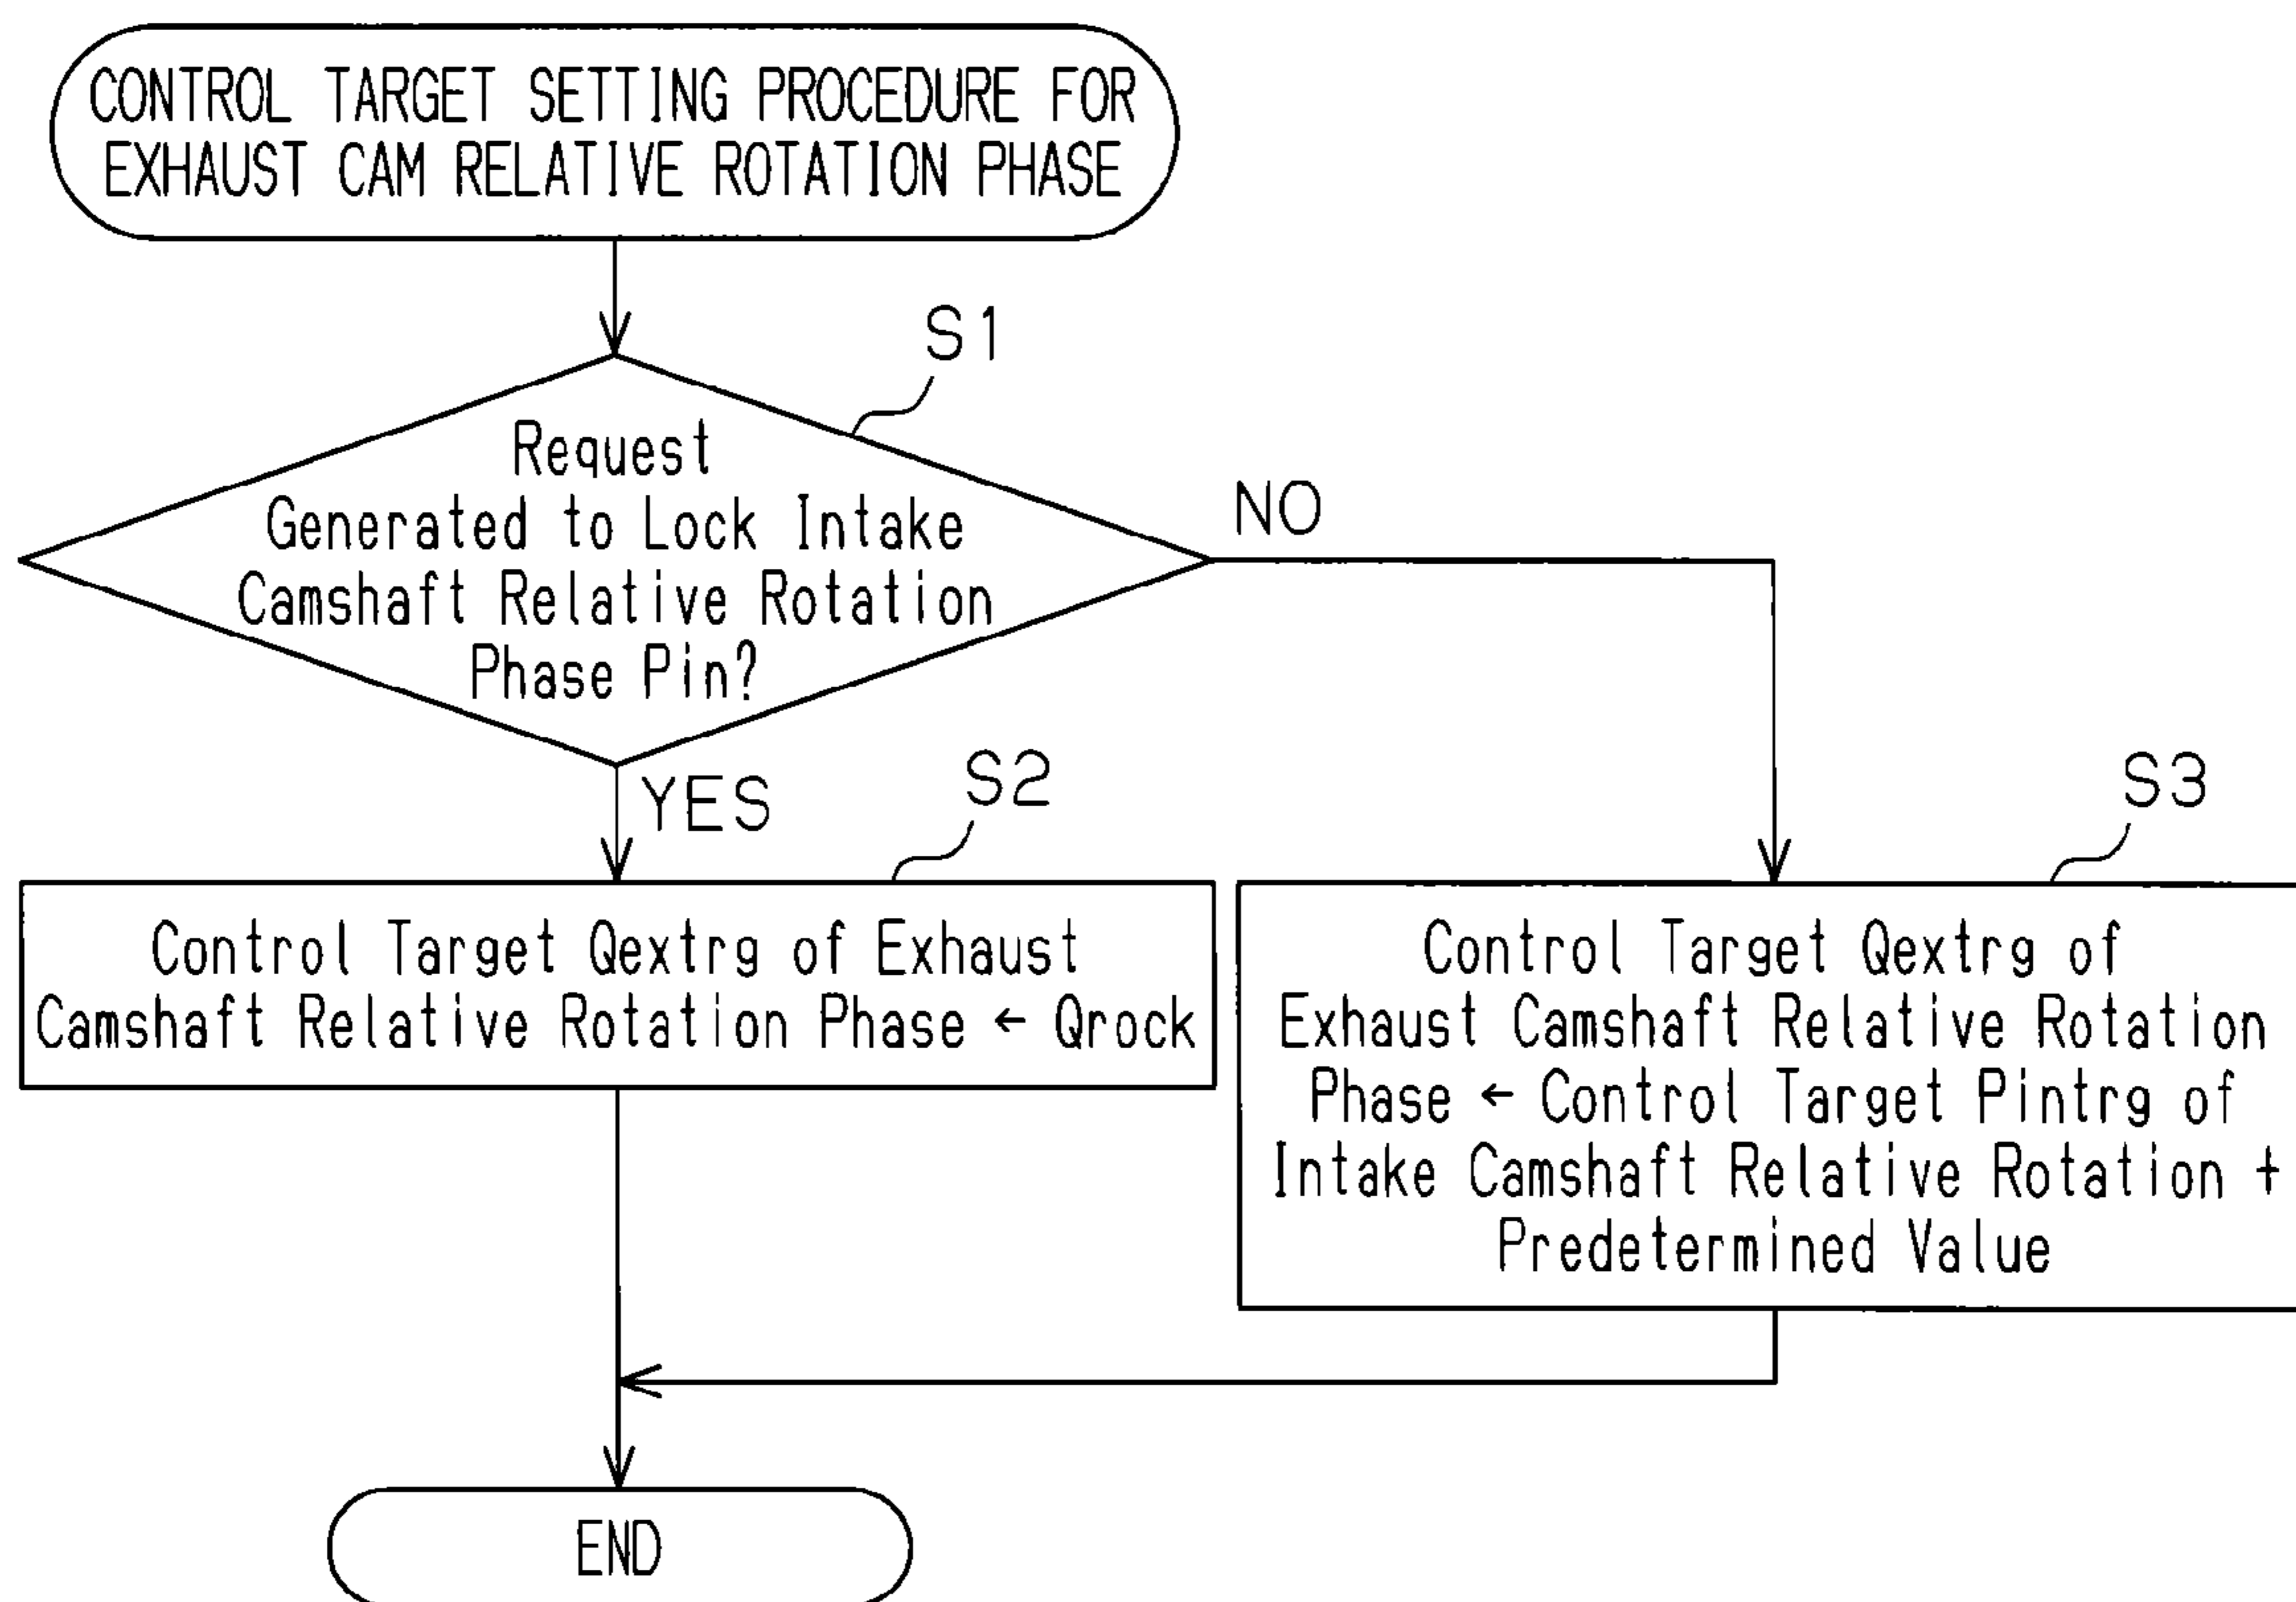 CONTROL TARGET SETTING PROCEDURE FOR
EXHAUST CAM RELATIVE ROTATION PHASE
S1
Request
Generated to Lock Intake
Camshaft Relative Rotation
Phase Pin?
NO
YES
S2
Control Target Qextrg of Exhaust
Camshaft Relative Rotation Phase ← Qrock
S3
Control Target Qextrg of
Exhaust Camshaft Relative Rotation
Phase ← Control Target Pintrg of
Intake Camshaft Relative Rotation +
Predetermined Value
END